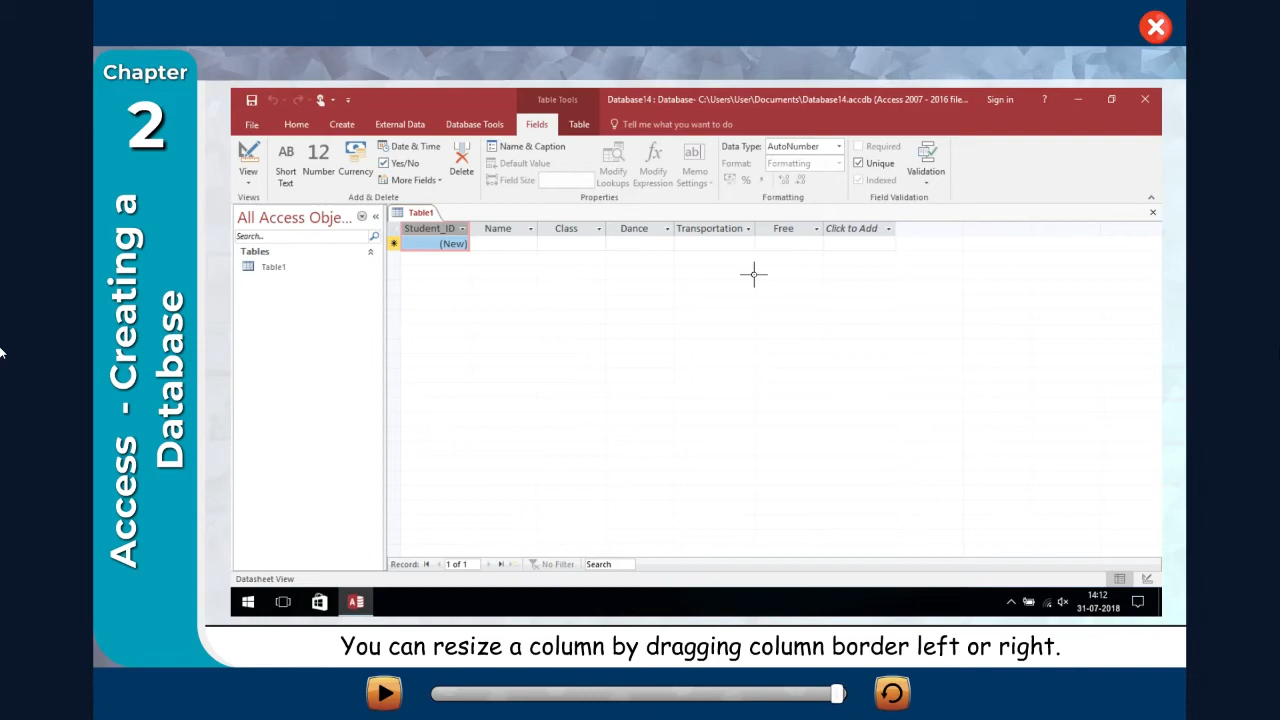 Chapter
2
Access - Creating a
Database
Table Tools
Database14 : Database- C:\Users\User\Documents\Database14.accdb (Access 2007 - 2016 file...
Sign in
?
File
Home
Create
External Data
Database Tools
Fields
Table
Tell me what you want to do
View
Views
AB
Short
Text
12
Number
Currency
Date & Time
Yes/No
More Fields
Add & Delete
Delete
Name & Caption
Default Value
Field Size
Modify
Lookups
fx
Modify
Expression
ab
Memo
Settings
Properties
Data Type:
AutoNumber
Format:
Formatting
%
Formatting
Required
Unique
Indexed
Validation
Field Validation
All Access Obje...
Search..
Tables
Table1
Table1
Student_ID
Name
Class
Dance
Transportation
Free
Click to Add
(New)
Record:
1 of 1
No Filter
Search
Datasheet View
14:12
31-07-2018
You can resize a column by dragging column border left or right.